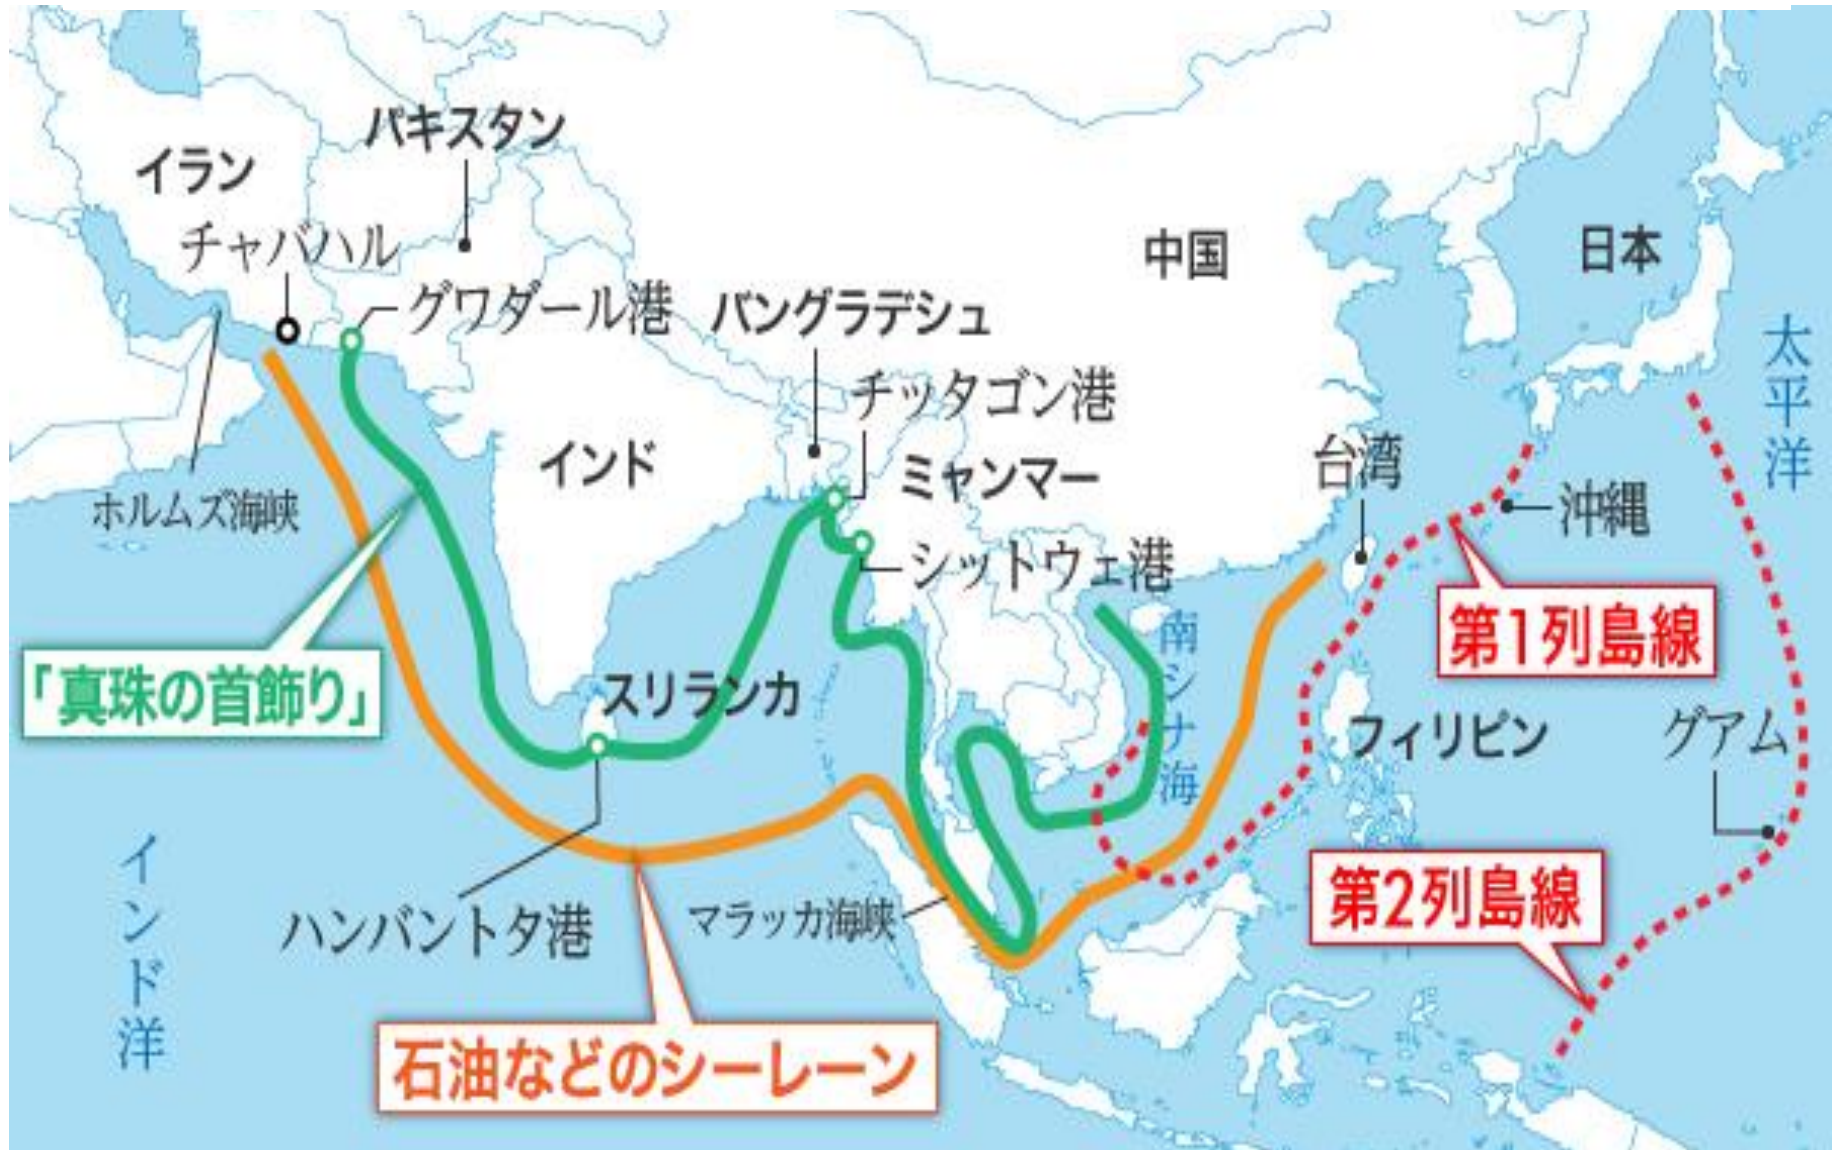 パキスタン
イラン
チャバハル
中国
日本
グワダール港
バングラデシュ
太平洋
チッタゴン港
インド
ミャンマー
台湾
ホルムズ海峡
沖縄
シットウェ港
南シナ海
第1列島線
「真珠の首飾り」
スリランカ
フィリピン
グアム
インド洋
ハンバントタ港
マラッカ海峡
第2列島線
石油などのシーレーン